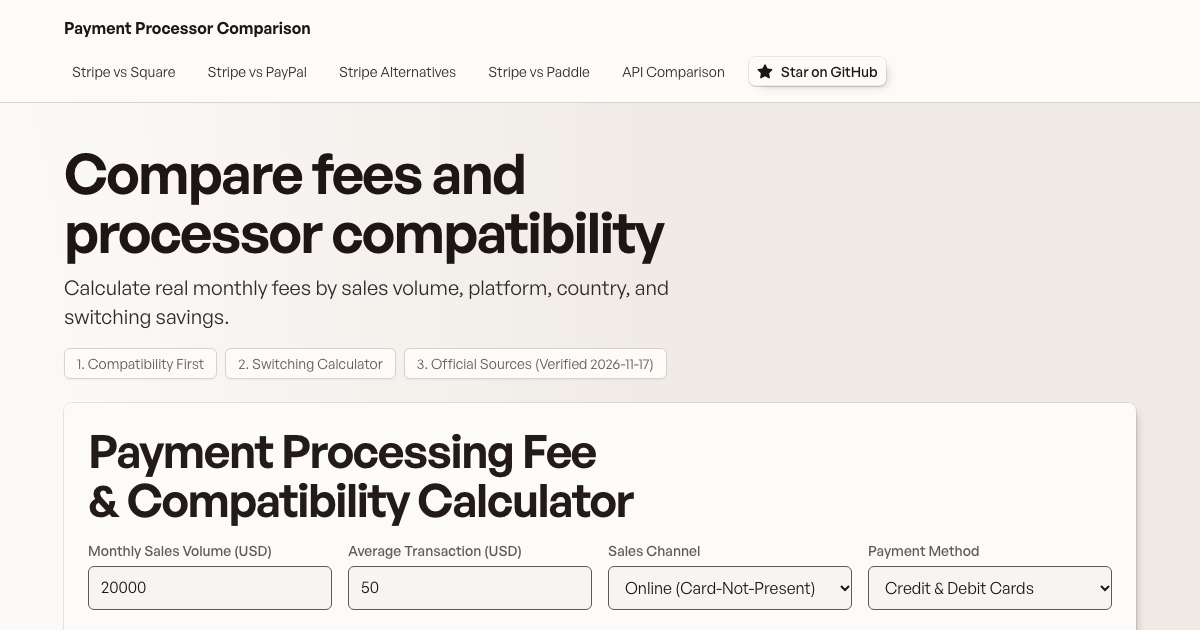 Payment Processor Comparison
Stripe vs Square Stripe vs PayPal Stripe Alternatives Stripe vs Paddle API Comparison Star on GitHub
Compare fees and
processor compatibility
Calculate real monthly fees by sales volume, platform, country, and
switching savings.
1. Compatibility First 2. Switching Calculator 3. Official Sources (Verified 2026-11-17)
Payment Processing Fee
& Compatibility Calculator
Monthly Sales Volume (USD) Average Transaction (USD) Sales Channel Payment Method
20000 50 Online (Card-Not-Present) Credit & Debit Cards